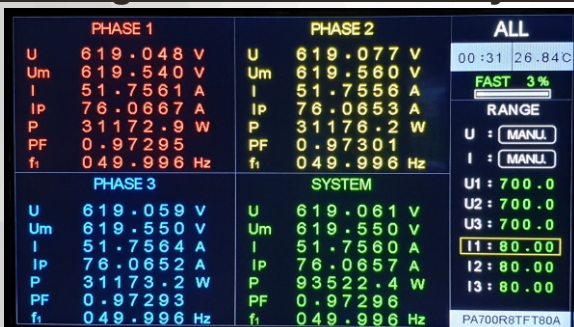 PHASE 1
U 619.048 V
Um 619.540 V
I 51.7561 A
IP 76.0667 A
P 31172.9 W
PF 0.97295
f1 049.996 Hz
PHASE 2
U 619.077 V
Um 619.560 V
I 51.7556 A
IP 76.0653 A
P 31176.2 W
PF 0.97301
f1 049.996 Hz
PHASE 3
U 619.059 V
Um 619.550 V
I 51.7564 A
IP 76.0652 A
P 31173.2 W
PF 0.97293
f1 049.996 Hz
SYSTEM
U 619.061 V
Um 619.550 V
I 51.7560 A
IP 76.0657 A
P 93522.4 W
PF 0.97296
f1 049.996 Hz
ALL
00:31 26.84C
FAST 3%
RANGE
U : MANU.
I : MANU.
U1 : 700.0
U2 : 700.0
U3 : 700.0
I1 : 80.00
I2 : 80.00
I3 : 80.00
PA700R8TFT80A